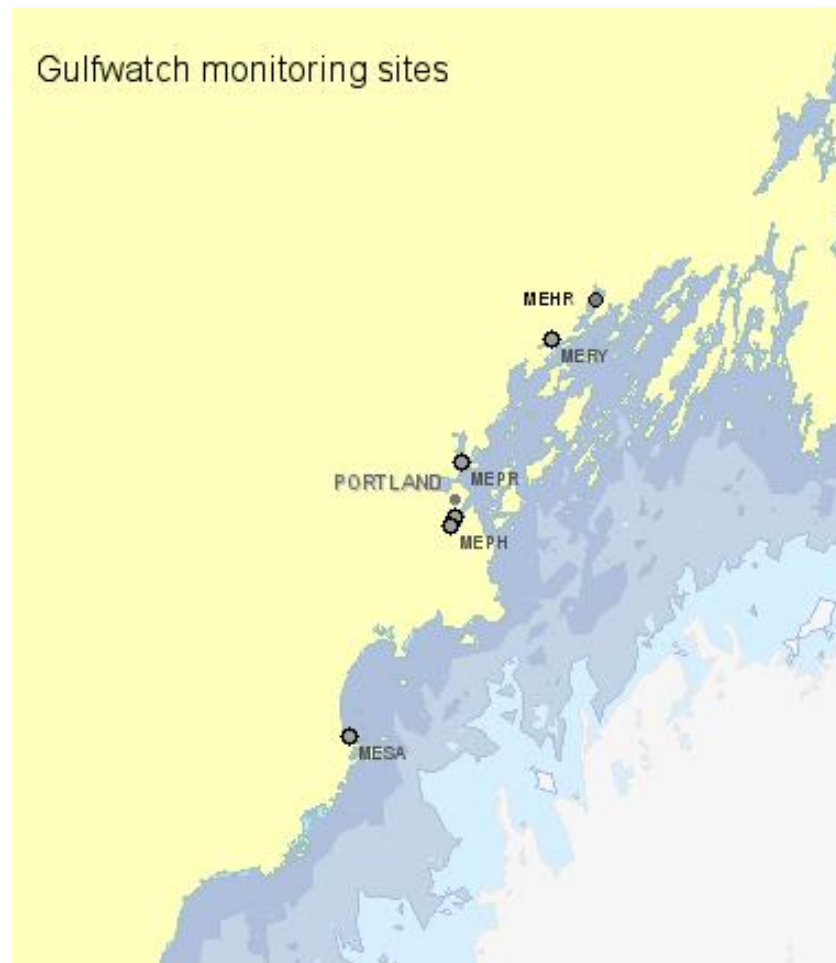 Gulfwatch monitoring sites
MEHR
MERY
MEPR
PORTLAND
MEPH
MESA